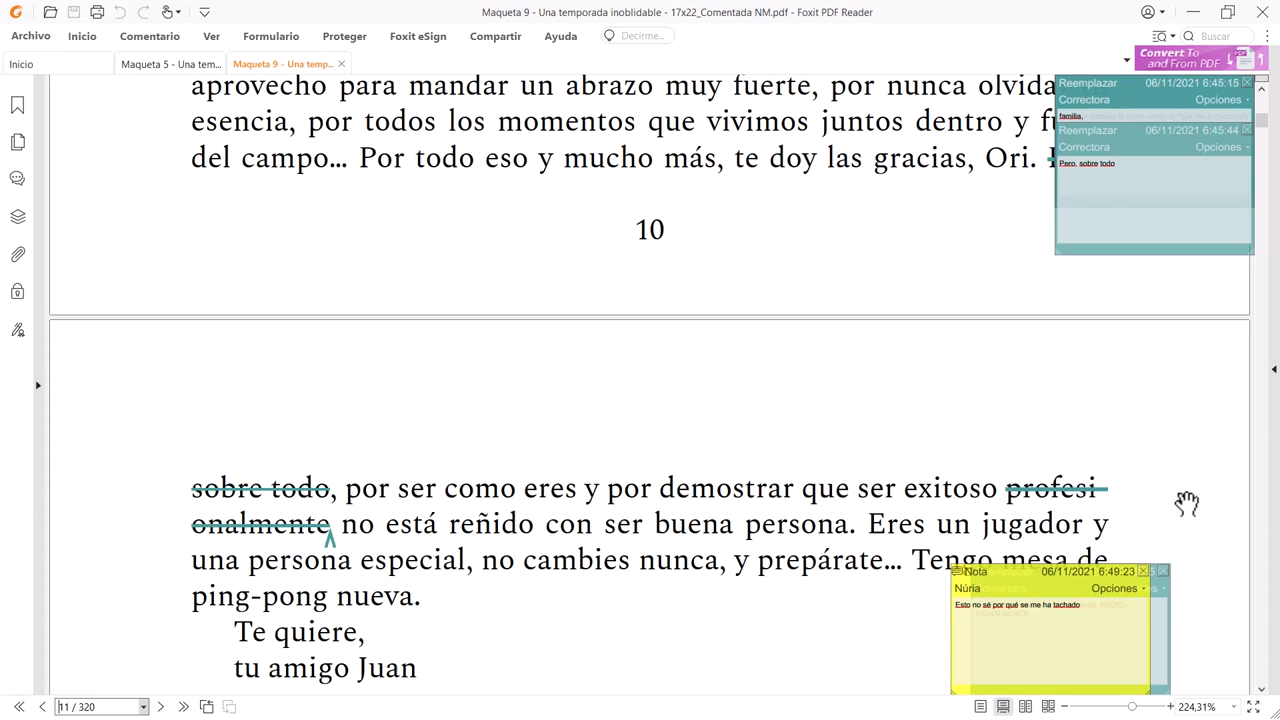 Maqueta 9 - Una temporada inoblidable - 17x22_Comentada NM.pdf - Foxit PDF Reader
Archivo Inicio Comentario Ver Formulario Proteger Foxit eSign Compartir Ayuda Decirme... Buscar
Inicio Maqueta 5 - Una tem... Maqueta 9 - Una temp...
Convert To
and From PDF
aprovecho para mandar un abrazo muy fuerte, por nunca olvida
esencia, por todos los momentos que vivimos juntos dentro y fu
del campo… Por todo eso y mucho más, te doy las gracias, Ori.
Reemplazar 06/11/2021 6:45:15
Correctora Opciones
familia,
Reemplazar 06/11/2021 6:45:44
Correctora Opciones
Pero, sobre todo
10
sobre todo, por ser como eres y por demostrar que ser exitoso profesi-
onalmente no está reñido con ser buena persona. Eres un jugador y
una persona especial, no cambies nunca, y prepárate… Tengo mesa de
ping-pong nueva.
Te quiere,
tu amigo Juan
Nota 06/11/2021 6:49:23
Núria Opciones
Esto no sé por qué se me ha tachado
11 / 320
224,31%